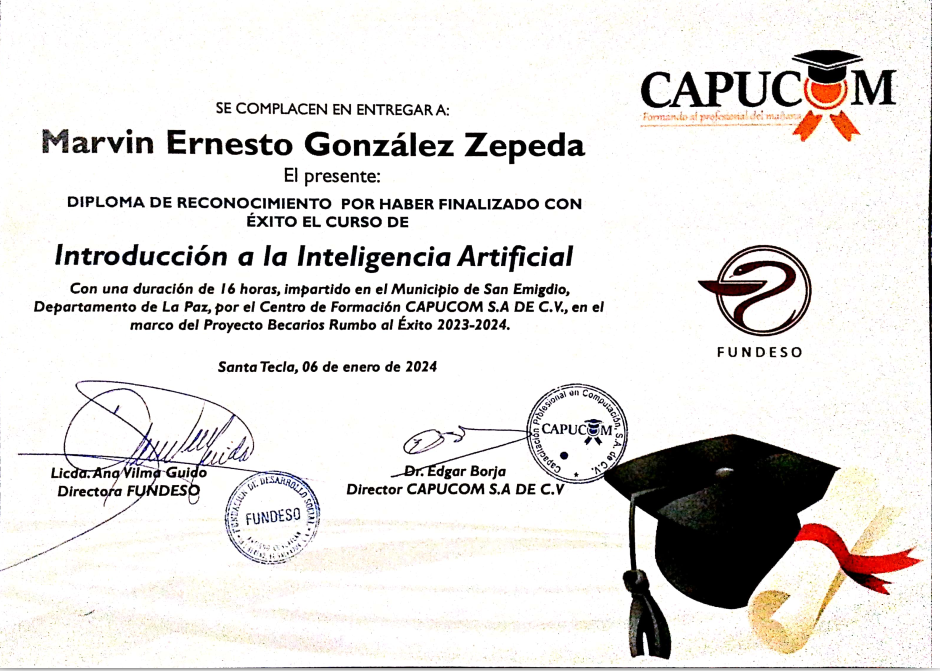 SE COMPLACEN EN ENTREGAR A:
Marvin Ernesto González Zepeda
El presente:
DIPLOMA DE RECONOCIMIENTO POR HABER FINALIZADO CON
ÉXITO EL CURSO DE
Introducción a la Inteligencia Artificial
Con una duración de 16 horas, impartido en el Municipio de San Emigdio,
Departamento de La Paz, por el Centro de Formación CAPUCOM S.A DE C.V., en el
marco del Proyecto Becarios Rumbo al Éxito 2023-2024.
Santa Tecla, 06 de enero de 2024
Licda. Ana Vilma Guido
Directora FUNDESO
Dr. Edgar Borja
Director CAPUCOM S.A DE C.V
CAPUCOM
Formando al profesional del mañana
FUNDESO
Capacitación Profesional en Computación, S.A. de C.V.
CAPUCOM
DE DESARROLLO SOCIAL
FUNDESO